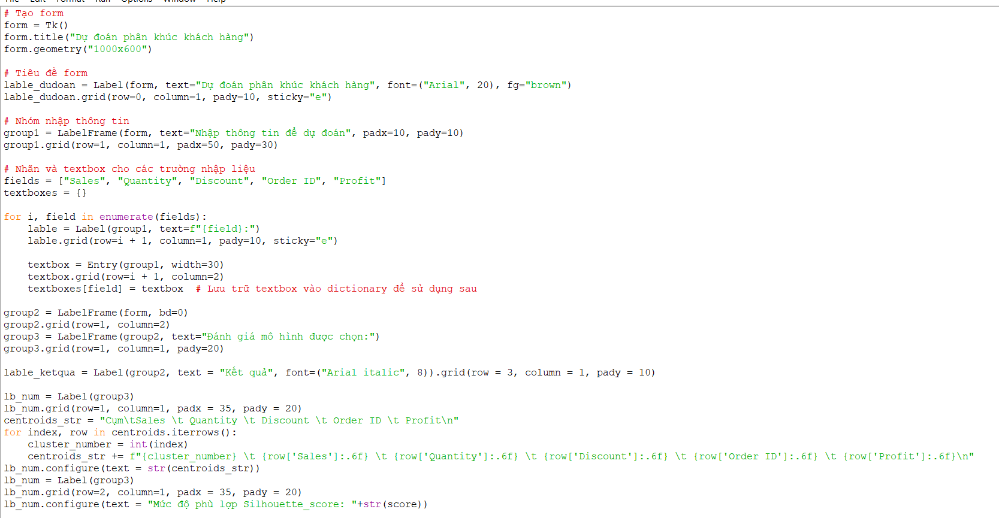 File Edit Format Run Options Window Help
# Tạo form
form = Tk()
form.title("Dự đoán phân khúc khách hàng")
form.geometry("1000x600")
# Tiêu đề form
lable_dudoan = Label(form, text="Dự đoán phân khúc khách hàng", font=("Arial", 20), fg="brown")
lable_dudoan.grid(row=0, column=1, pady=10, sticky="e")
# Nhóm nhập thông tin
group1 = LabelFrame(form, text="Nhập thông tin để dự đoán", padx=10, pady=10)
group1.grid(row=1, column=1, padx=50, pady=30)
# Nhãn và textbox cho các trường nhập liệu
fields = ["Sales", "Quantity", "Discount", "Order ID", "Profit"]
textboxes = {}
for i, field in enumerate(fields):
    lable = Label(group1, text=f"{field}:")
    lable.grid(row=i + 1, column=1, pady=10, sticky="e")
    textbox = Entry(group1, width=30)
    textbox.grid(row=i + 1, column=2)
    textboxes[field] = textbox  # Lưu trữ textbox vào dictionary để sử dụng sau
group2 = LabelFrame(form, bd=0)
group2.grid(row=1, column=2)
group3 = LabelFrame(group2, text="Đánh giá mô hình được chọn:")
group3.grid(row=1, column=1, pady=20)
lable_ketqua = Label(group2, text = "Kết quả", font=("Arial italic", 8)).grid(row = 3, column = 1, pady = 10)
lb_num = Label(group3)
lb_num.grid(row=1, column=1, padx = 35, pady = 20)
centroids_str = "Cụm\tSales \t Quantity \t Discount \t Order ID \t Profit\n"
for index, row in centroids.iterrows():
    cluster_number = int(index)
    centroids_str += f"{cluster_number} \t {row['Sales']:.6f} \t {row['Quantity']:.6f} \t {row['Discount']:.6f} \t {row['Order ID']:.6f} \t {row['Profit']:.6f}\n"
lb_num.configure(text = str(centroids_str))
lb_num = Label(group3)
lb_num.grid(row=2, column=1, padx = 35, pady = 20)
lb_num.configure(text = "Mức độ phù lợp Silhouette_score: "+str(score))